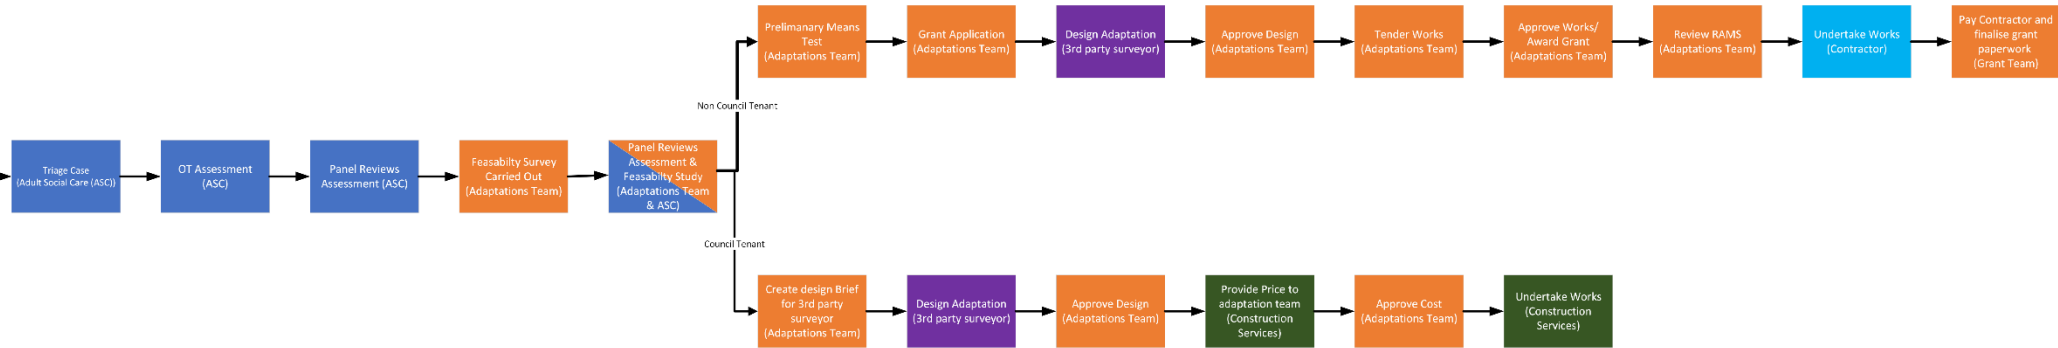 Triage Case
(Adult Social Care (ASC))
OT Assessment
(ASC)
Panel Reviews
Assessment (ASC)
Feasabilty Survey
Carried Out
(Adaptations Team)
Panel Reviews
Assessment &
Feasabilty Study
(Adaptations Team
& ASC)
Non Council Tenant
Prelimanary Means
Test
(Adaptations Team)
Grant Application
(Adaptations Team)
Design Adaptation
(3rd party surveyor)
Approve Design
(Adaptations Team)
Tender Works
(Adaptations Team)
Approve Works/
Award Grant
(Adaptations Team)
Review RAMS
(Adaptations Team)
Undertake Works
(Contractor)
Pay Contractor and
finalise grant
paperwork
(Grant Team)
Council Tenant
Create design Brief
for 3rd party
surveyor
(Adaptations Team)
Design Adaptation
(3rd party surveyor)
Approve Design
(Adaptations Team)
Provide Price to
adaptation team
(Construction
Services)
Approve Cost
(Adaptations Team)
Undertake Works
(Construction
Services)